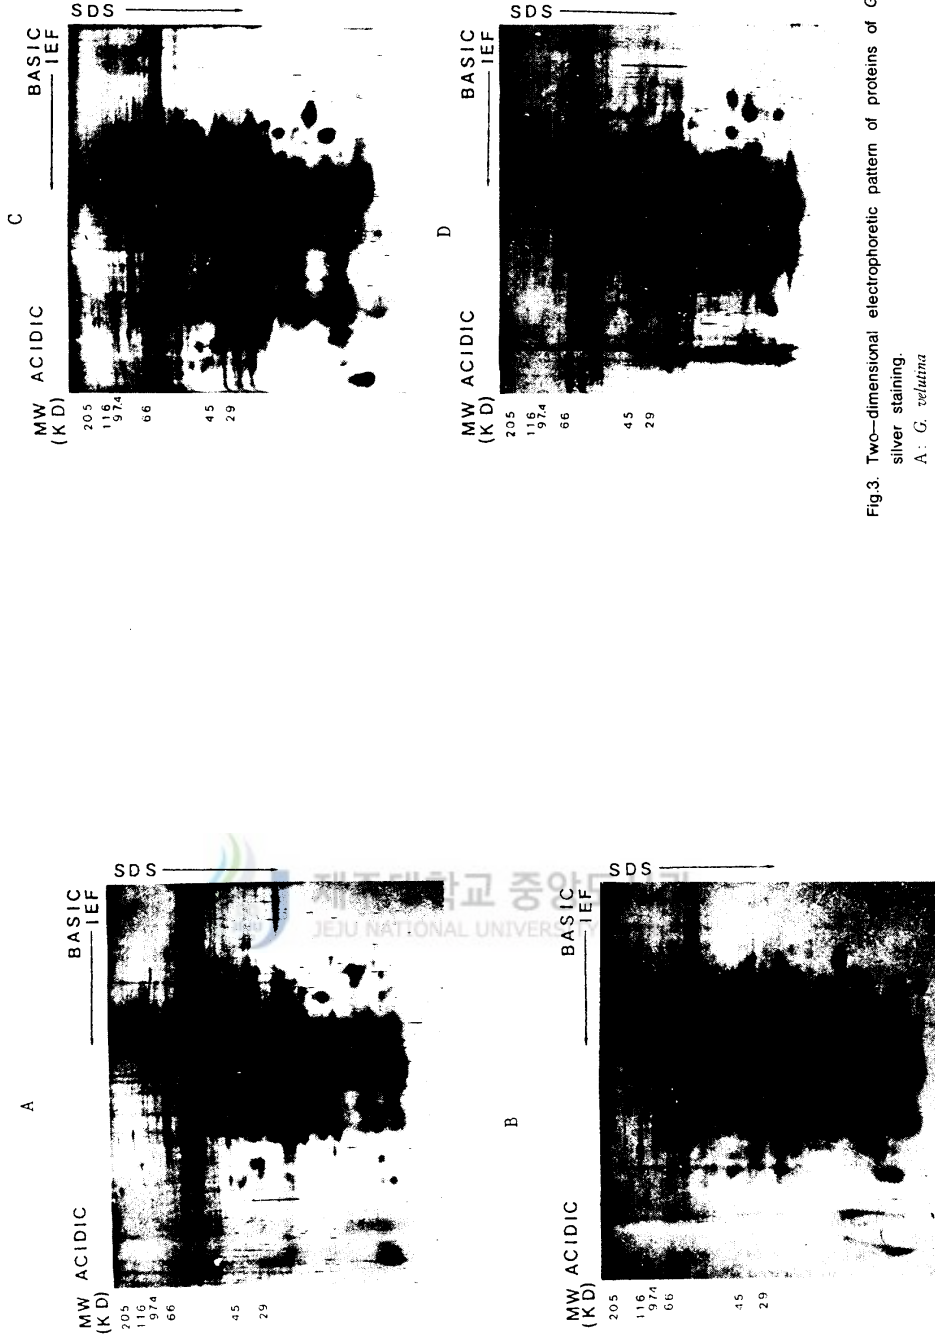 A
ACIDIC
BASIC
IEF
MW
(KD)
205
116
97.4
66
45
29
SDS
B
ACIDIC
BASIC
IEF
MW
(KD)
205
116
97.4
66
45
29
SDS
C
ACIDIC
BASIC
IEF
MW
(KD)
205
116
97.4
66
45
29
SDS
D
ACIDIC
BASIC
IEF
MW
(KD)
205
116
97.4
66
45
29
SDS
Fig.3. Two—dimensional electrophoretic pattern of proteins of G
silver staining.
A: G. velutina
JEJU NATIONAL UNIVERSITY